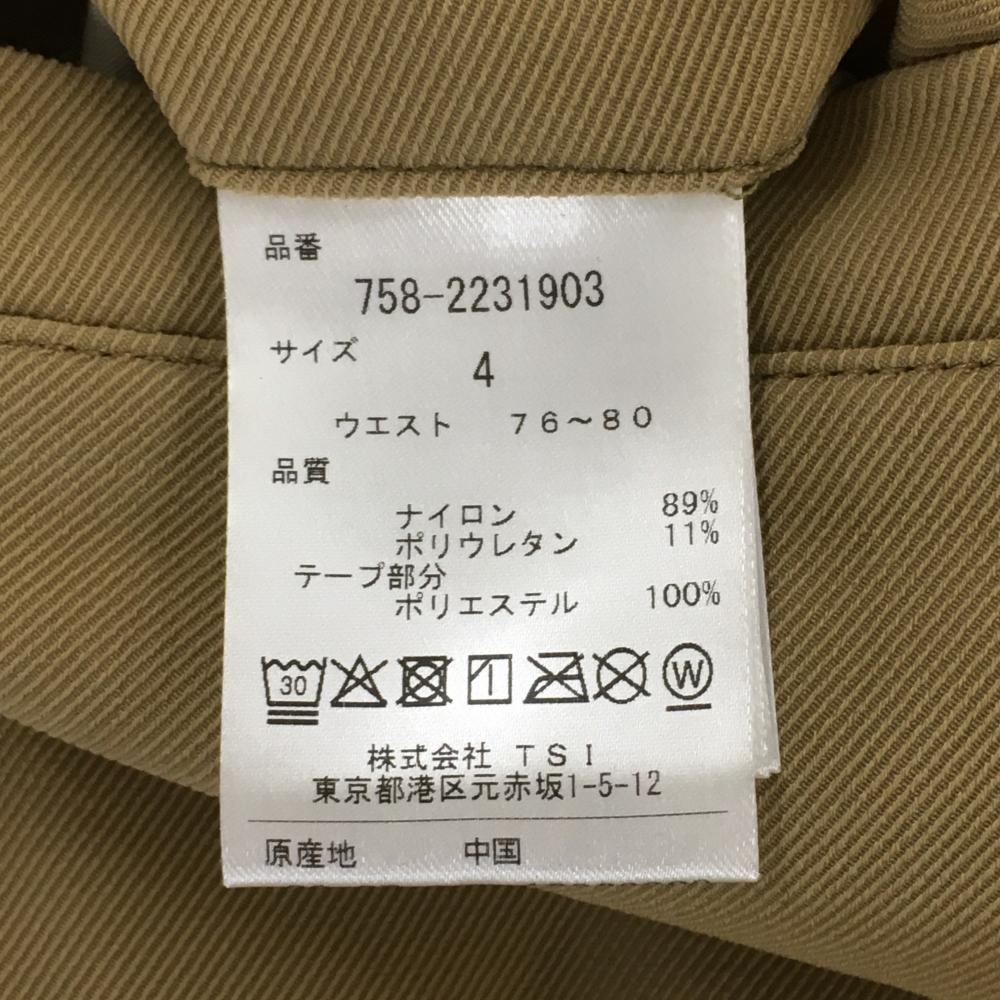 品番
758-2231903
サイズ
4
ウエスト ７６～８０
品質
ナイロン 89%
ポリウレタン 11%
テープ部分
ポリエステル 100%
30 W
株式会社 ＴＳＩ
東京都港区元赤坂1-5-12
原産地 中国